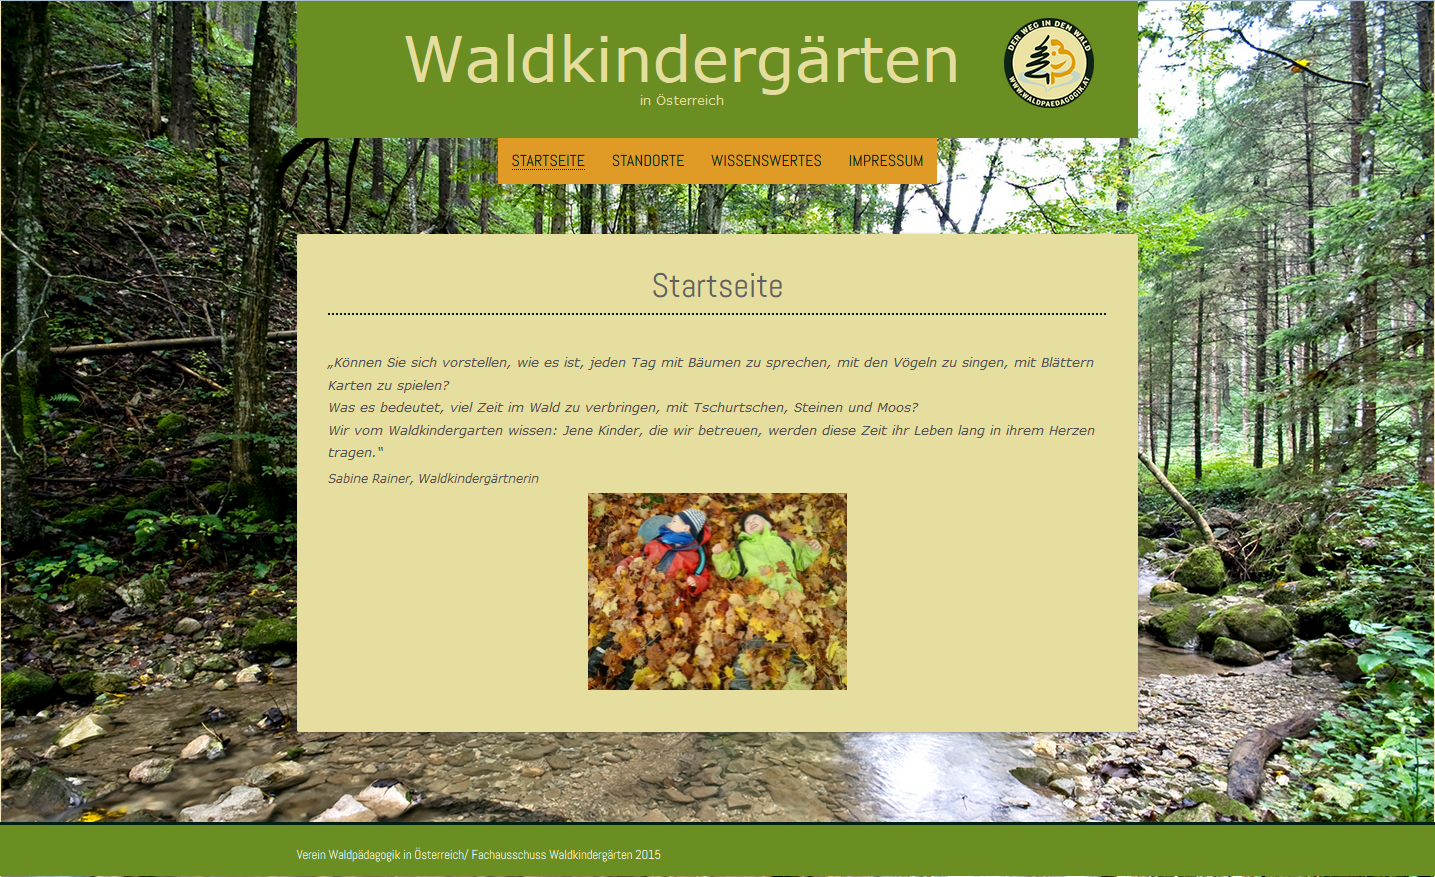 Waldkindergärten
in Österreich
DER WEG IN DEN WALD
WWW.WALDPAEDAGOGIK.AT
STARTSEITE STANDORTE WISSENSWERTES IMPRESSUM
Startseite
„Können Sie sich vorstellen, wie es ist, jeden Tag mit Bäumen zu sprechen, mit den Vögeln zu singen, mit Blättern
Karten zu spielen?
Was es bedeutet, viel Zeit im Wald zu verbringen, mit Tschurtschen, Steinen und Moos?
Wir vom Waldkindergarten wissen: Jene Kinder, die wir betreuen, werden diese Zeit ihr Leben lang in ihrem Herzen
tragen.“
Sabine Rainer, Waldkindergärtnerin
Verein Waldpädagogik in Österreich/ Fachausschuss Waldkindergärten 2015